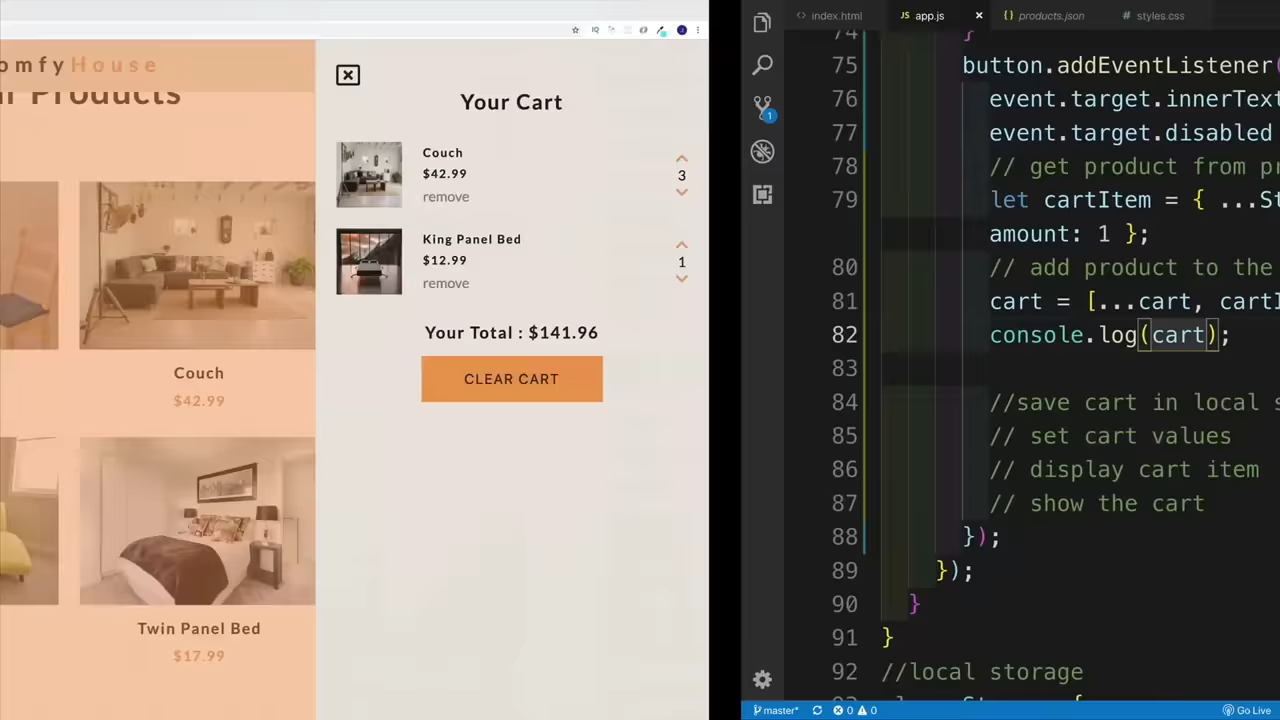 omfyHouse
r Products
Couch
$42.99
Twin Panel Bed
$17.99
Your Cart
Couch
$42.99
remove
3
King Panel Bed
$12.99
remove
1
Your Total : $141.96
CLEAR CART
index.html
JS app.js
{ } products.json
# styles.css
74 }
75 button.addEventListener(
76 event.target.innerText
77 event.target.disabled
78 // get product from pr
79 let cartItem = { ...St
amount: 1 };
80 // add product to the
81 cart = [...cart, cartI
82 console.log(cart);
83
84 //save cart in local s
85 // set cart values
86 // display cart item
87 // show the cart
88 });
89 });
90 }
91 }
92 //local storage
1
master*
0
0
Go Live